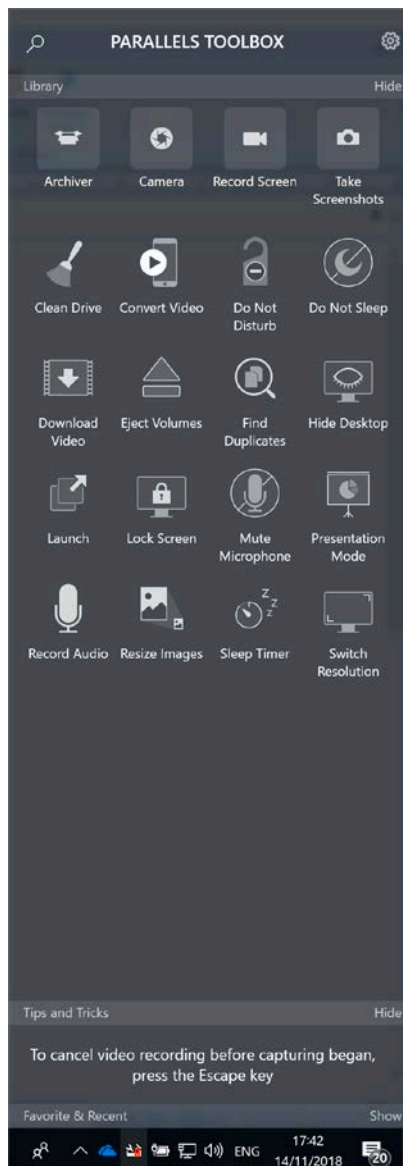 PARALLELS TOOLBOX
Library Hide
Archiver Camera Record Screen Take
Screenshots
Clean Drive Convert Video Do Not Do Not Sleep
Disturb
Download Eject Volumes Find Hide Desktop
Video Duplicates
Launch Lock Screen Mute Presentation
Microphone Mode
Z
Z
Z
Record Audio Resize Images Sleep Timer Switch
Resolution
Tips and Tricks Hide
To cancel video recording before capturing began,
press the Escape key
Favorite & Recent Show
17:42
ENG
14/11/2018
20